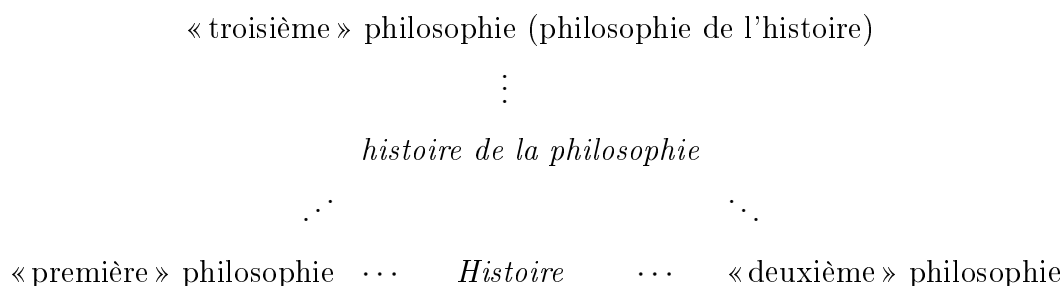 « troisième » philosophie (philosophie de l'histoire)
⋮
histoire de la philosophie
⋰ ⋱
« première » philosophie ⋯ Histoire ⋯ « deuxième » philosophie